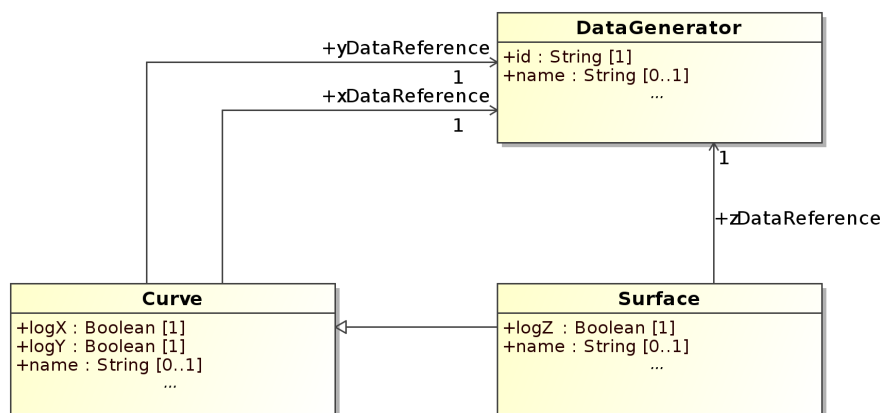 DataGenerator
+id : String [1]
+name : String [0..1]
...
+yDataReference
1
+xDataReference
1
1
+zDataReference
Curve
+logX : Boolean [1]
+logY : Boolean [1]
+name : String [0..1]
...
Surface
+logZ : Boolean [1]
+name : String [0..1]
...